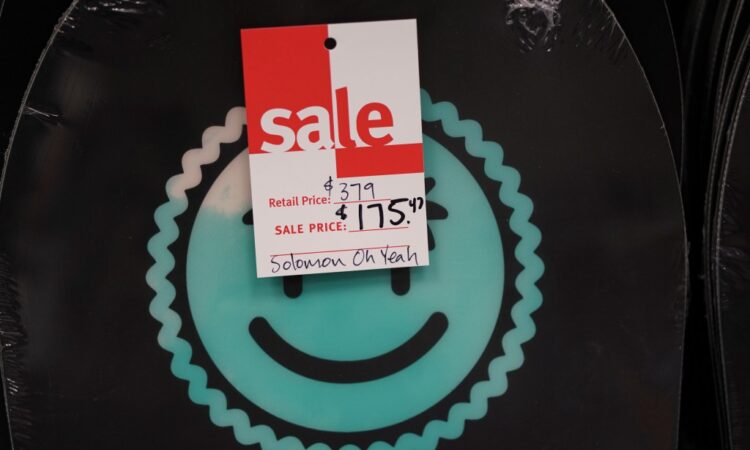 sale
Retail Price: $379
SALE PRICE: $175.47
Solomon Oh Yeah